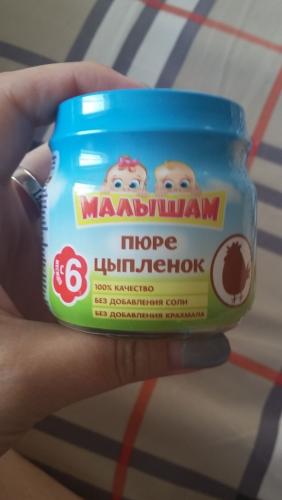 МАЛЫШАМ
ПЮРЕ
ЦЫПЛЕНОК
с 6
100% КАЧЕСТВО
БЕЗ ДОБАВЛЕНИЯ СОЛИ
БЕЗ ДОБАВЛЕНИЯ КРАХМАЛА